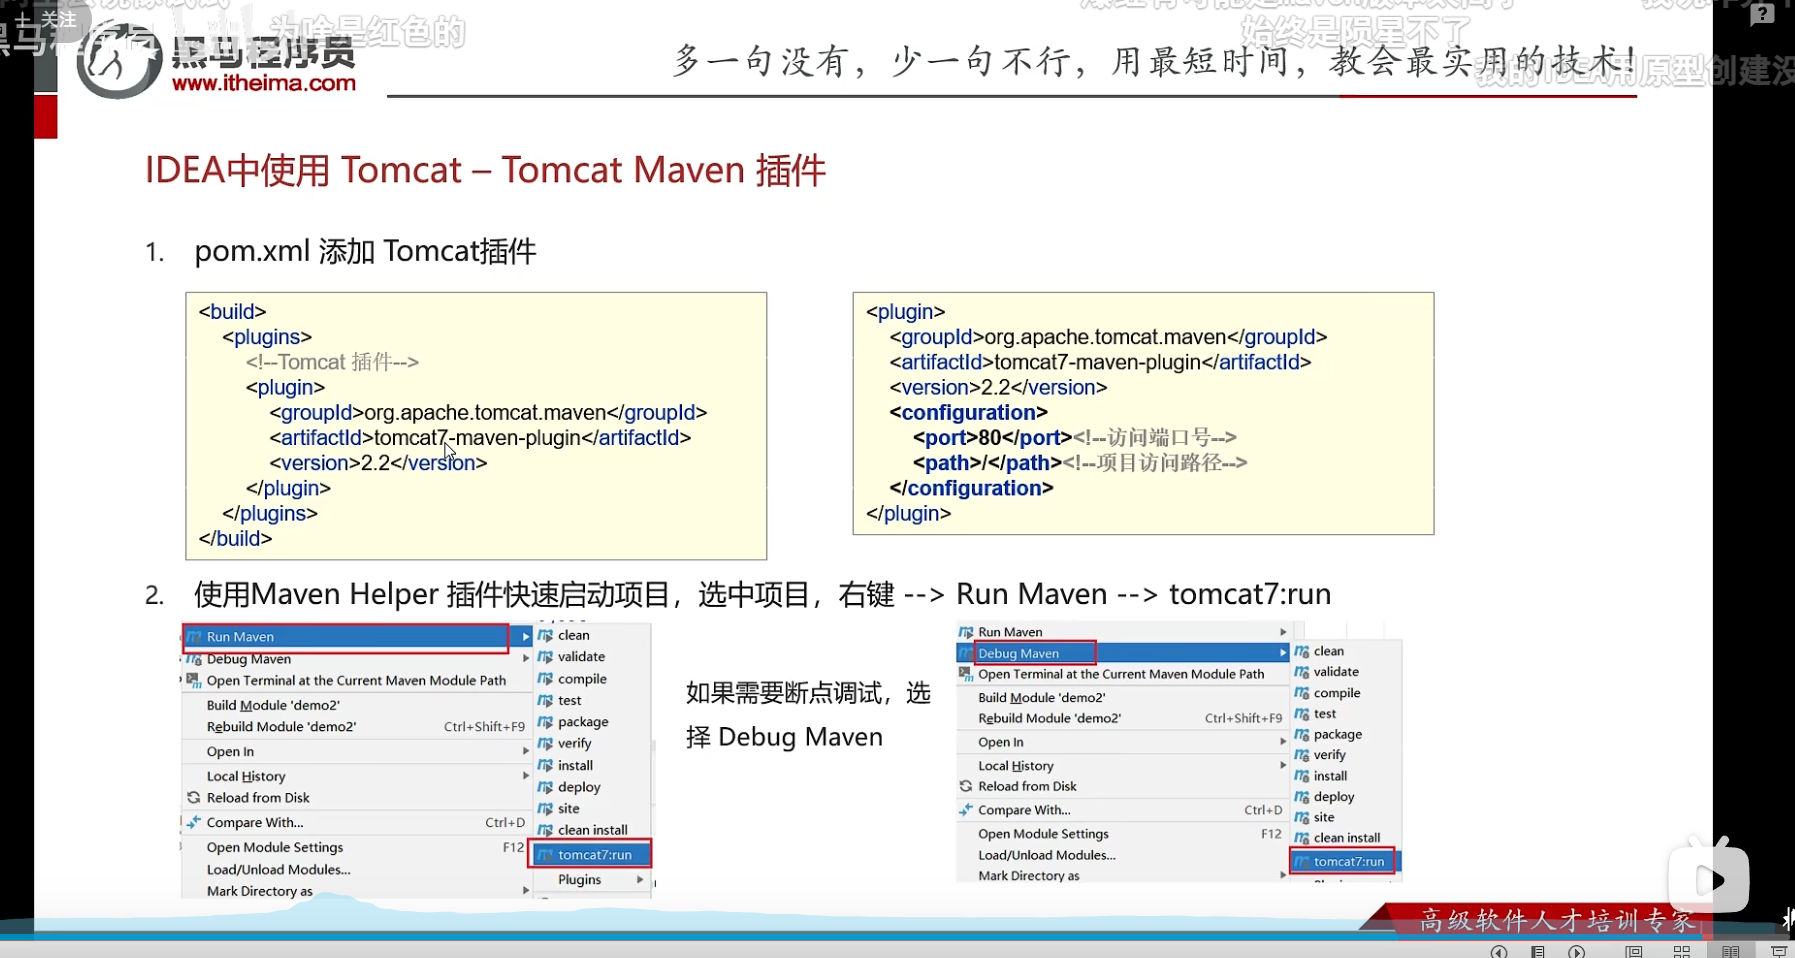 + 关注
为啥是红色的
始终是陨星不了
黑马程序员
www.itheima.com
多一句没有，少一句不行，用最短时间，教会最实用的技术！
IDEA中使用 Tomcat – Tomcat Maven 插件
1. pom.xml 添加 Tomcat插件
<build>
<plugins>
<!--Tomcat 插件-->
<plugin>
<groupId>org.apache.tomcat.maven</groupId>
<artifactId>tomcat7-maven-plugin</artifactId>
<version>2.2</version>
</plugin>
</plugins>
</build>
<plugin>
<groupId>org.apache.tomcat.maven</groupId>
<artifactId>tomcat7-maven-plugin</artifactId>
<version>2.2</version>
<configuration>
<port>80</port><!--访问端口号-->
<path>/</path><!--项目访问路径-->
</configuration>
</plugin>
2. 使用Maven Helper 插件快速启动项目，选中项目，右键 --> Run Maven --> tomcat7:run
Run Maven
Debug Maven
Open Terminal at the Current Maven Module Path
Build Module 'demo2'
Rebuild Module 'demo2' Ctrl+Shift+F9
Open In
Local History
Reload from Disk
Compare With... Ctrl+D
Open Module Settings F12
Load/Unload Modules...
Mark Directory as
clean
validate
compile
test
package
verify
install
deploy
site
clean install
tomcat7:run
Plugins
如果需要断点调试，选
择 Debug Maven
Run Maven
Debug Maven
Open Terminal at the Current Maven Module Path
Build Module 'demo2'
Rebuild Module 'demo2' Ctrl+Shift+F9
Open In
Local History
Reload from Disk
Compare With... Ctrl+D
Open Module Settings F12
Load/Unload Modules...
Mark Directory as
clean
validate
compile
test
package
verify
install
deploy
site
clean install
tomcat7:run
高级软件人才培训专家